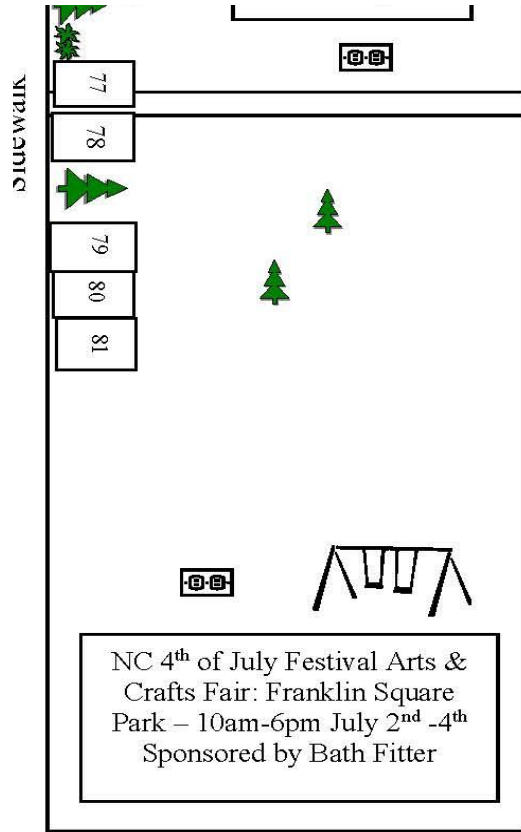 Sidewalk
77
78
79
80
81
NC 4th of July Festival Arts &
Crafts Fair: Franklin Square
Park – 10am-6pm July 2nd -4th
Sponsored by Bath Fitter